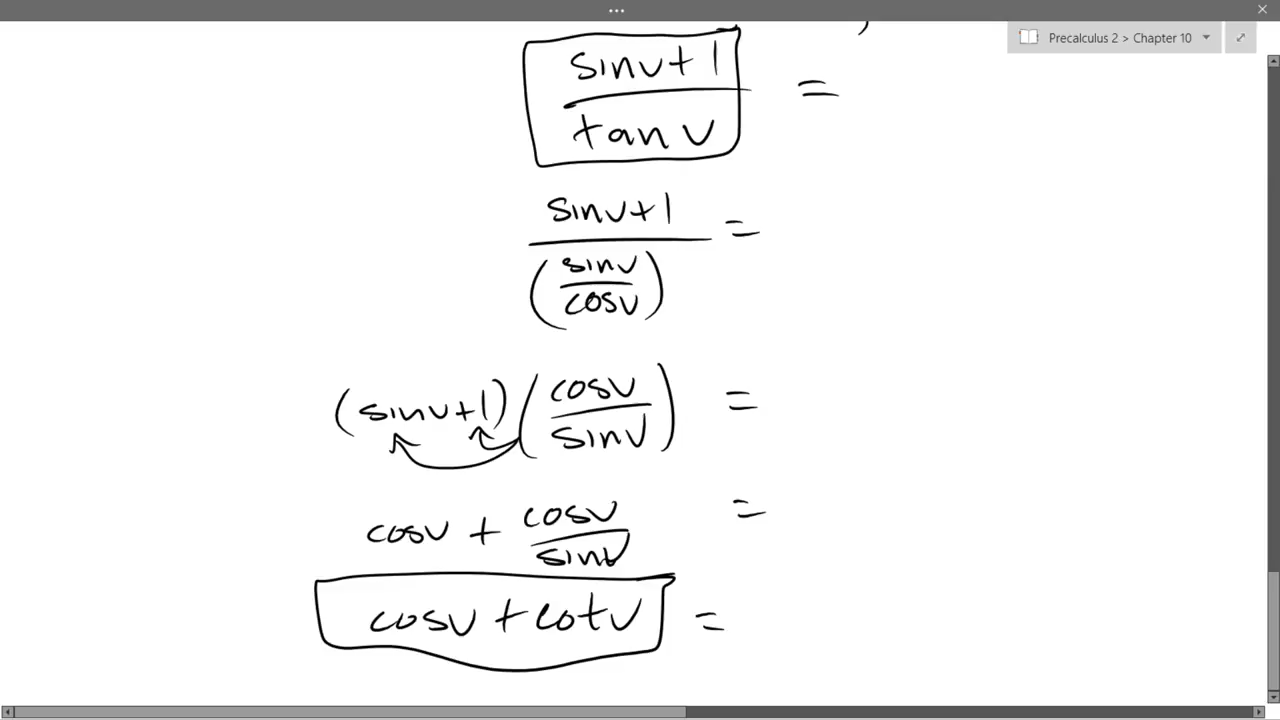 Precalculus 2 > Chapter 10
sinv+1
tan v
=
sinv+1
(sinv/cosv)
=
(sinv+1)(cosv/sinv) =
cosv + cosv/sinv =
cosv + cotv =